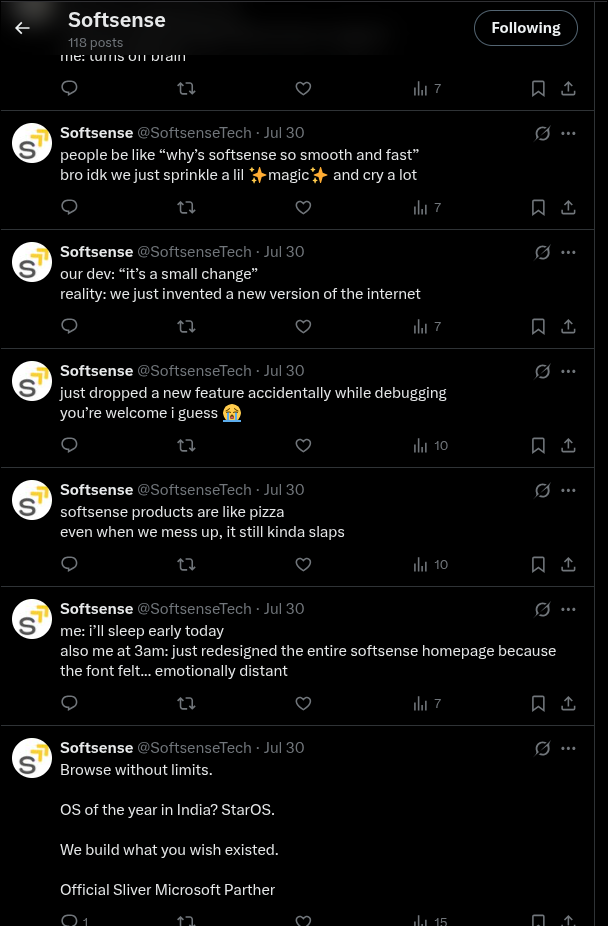 Softsense
118 posts
Following
me: turns off brain
7
Softsense @SoftsenseTech · Jul 30
people be like “why’s softsense so smooth and fast”
bro idk we just sprinkle a lil ✨magic✨ and cry a lot
7
Softsense @SoftsenseTech · Jul 30
our dev: “it’s a small change”
reality: we just invented a new version of the internet
7
Softsense @SoftsenseTech · Jul 30
just dropped a new feature accidentally while debugging
you’re welcome i guess 😭
10
Softsense @SoftsenseTech · Jul 30
softsense products are like pizza
even when we mess up, it still kinda slaps
10
Softsense @SoftsenseTech · Jul 30
me: i’ll sleep early today
also me at 3am: just redesigned the entire softsense homepage because
the font felt... emotionally distant
7
Softsense @SoftsenseTech · Jul 30
Browse without limits.
OS of the year in India? StarOS.
We build what you wish existed.
Official Sliver Microsoft Parther
1 15